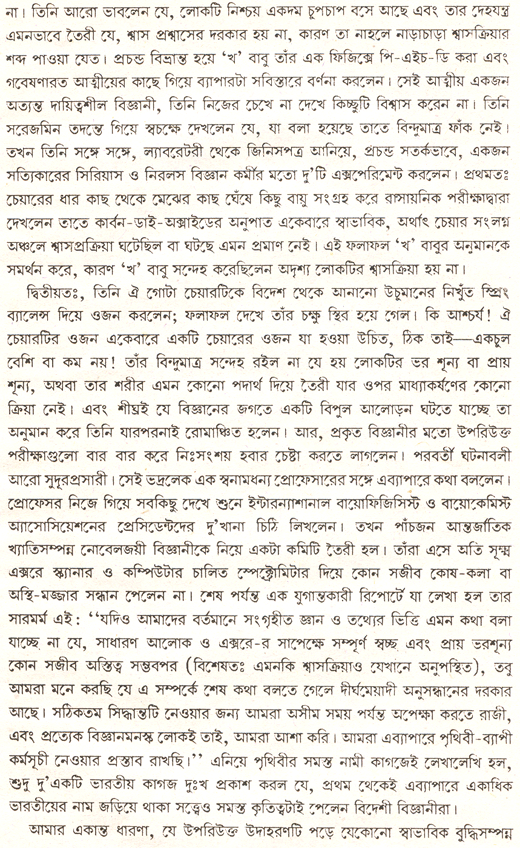 না। তিনি আরো ভাবলেন যে, লোকটি নিশ্চয় একদম চুপচাপ বসে আছে এবং তার দেহযন্ত্র
এমনভাবে তৈরী যে, শ্বাস প্রশ্বাসের দরকার হয় না, কারণ তা নাহলে নাড়াচাড়া শ্বাসক্রিয়ার
শব্দ পাওয়া যেত। প্রচন্ড বিভ্রান্ত হয়ে ‘খ’ বাবু তাঁর এক ফিজিক্সে পি-এইচ-ডি করা এবং
গবেষণারত আত্মীয়ের কাছে গিয়ে ব্যাপারটা সবিস্তারে বর্ণনা করলেন। সেই আত্মীয় একজন
অত্যন্ত দায়িত্বশীল বিজ্ঞানী, তিনি নিজের চেখে না দেখে কিচ্ছুটি বিশ্বাস করেন না। তিনি
সরেজমিন তদন্তে গিয়ে স্বচক্ষে দেখলেন যে, যা বলা হয়েছে তাতে বিন্দুমাত্র ফাঁক নেই।
তখন তিনি সঙ্গে সঙ্গে, ল্যাবরেটরী থেকে জিনিসপত্র আনিয়ে, প্রচন্ড সতর্কভাবে, একজন
সত্যিকারের সিরিয়াস ও নিরলস বিজ্ঞান কর্মীর মতো দু’টি এক্সপেরিমেন্ট করলেন। প্রথমতঃ
চেয়ারের ধার কাছ থেকে মেঝের কাছ ঘেঁষে কিছু বায়ু সংগ্রহ করে রাসায়নিক পরীক্ষাদ্বারা
দেখলেন তাতে কার্বন-ডাই-অক্সাইডের অনুপাত একেবারে স্বাভাবিক, অর্থাৎ চেয়ার সংলগ্ন
অঞ্চলে শ্বাসপ্রক্রিয়া ঘটেছিল বা ঘটছে এমন প্রমাণ নেই। এই ফলাফল ‘খ’ বাবুর অনুমানকে
সমর্থন করে, কারণ ‘খ’ বাবু সন্দেহ করেছিলেন অদৃশ্য লোকটির শ্বাসক্রিয়া হয় না।
দ্বিতীয়তঃ, তিনি ঐ গোটা চেয়ারটিকে বিদেশ থেকে আনানো উচুমানের নিখুঁত স্প্রিং
ব্যালেন্স দিয়ে ওজন করলেন; ফলাফল দেখে তাঁর চক্ষু স্থির হয়ে গেল। কি আশ্চর্য! ঐ
চেয়ারটির ওজন একেবারে একটি চেয়ারের ওজন যা হওয়া উচিত, ঠিক তাই—একচুল
বেশি বা কম নয়! তাঁর বিন্দুমাত্র সন্দেহ রইল না যে হয় লোকটির ভর শূন্য বা প্রায়
শূন্য, অথবা তার শরীর এমন কোনো পদার্থ দিয়ে তৈরী যার ওপর মাধ্যাকর্ষণের কোনো
ক্রিয়া নেই। এবং শীঘ্রই যে বিজ্ঞানের জগতে একটি বিপুল আলোড়ন ঘটতে যাচ্ছে তা
অনুমান করে তিনি যারপরনাই রোমাঞ্চিত হলেন। আর, প্রকৃত বিজ্ঞানীর মতো উপরিউক্ত
পরীক্ষাগুলো বার বার করে নিঃসংশয় হবার চেষ্টা করতে লাগলেন। পরবর্তী ঘটনাবলী
আরো সুদূরপ্রসারী। সেই ভদ্রলেক এক স্বনামধন্য প্রোফেসারের সঙ্গে এব্যাপারে কথা বললেন।
প্রোফেসর নিজে গিয়ে সবকিছু দেখে শুনে ইন্টারন্যাশানাল বায়োফিজিসিস্ট ও বায়োকেমিস্ট
অ্যাসোসিয়েশনের প্রেসিডেন্টদের দু’খানা চিঠি লিখলেন। তখন পাঁচজন আন্তর্জাতিক
খ্যাতিসম্পন্ন নোবেলজয়ী বিজ্ঞানীকে নিয়ে একটা কমিটি তৈরী হল। তাঁরা এসে অতি সূক্ষ্ম
এক্সরে স্ক্যানার ও কম্পিউটার চালিত স্পেক্ট্রোমিটার দিয়ে কোন সজীব কোষ-কলা বা
অস্থি-মজ্জার সন্ধান পেলেন না। শেষ পর্যন্ত এক যুগান্তকারী রিপোর্টে যা লেখা হল তার
সারমর্ম এই: ‘‘যদিও আমাদের বর্তমানে সংগৃহীত জ্ঞান ও তথ্যের ভিত্তি এমন কথা বলা
যাচ্ছে না যে, সাধারণ আলোক ও এক্সরে-র সাপেক্ষে সম্পূর্ণ স্বচ্ছ এবং প্রায় ভরশূন্য
কোন সজীব অস্তিত্ব সম্ভবপর (বিশেষতঃ এমনকি শ্বাসক্রিয়াও যেখানে অনুপস্থিত), তবু
আমরা মনে করছি যে এ সম্পর্কে শেষ কথা বলতে গেলে দীর্ঘমেয়াদী অনুসন্ধানের দরকার
আছে। সঠিকতম সিদ্ধান্তটি নেওয়ার জন্য আমরা অসীম সময় পর্যন্ত অপেক্ষা করতে রাজী,
এবং প্রত্যেক বিজ্ঞানমনস্ক লোকই তাই, আমরা আশা করি। আমরা এব্যাপারে পৃথিবী-ব্যাপী
কর্মসূচী নেওয়ার প্রস্তাব রাখছি।’’ এনিয়ে পৃথিবীর সমস্ত নামী কাগজেই লেখালেখি হল,
শুদু দু’একটি ভারতীয় কাগজ দুঃখ প্রকাশ করল যে, প্রথম থেকেই এব্যাপারে একাধিক
ভারতীয়ের নাম জড়িয়ে থাকা সত্ত্বেও সমস্ত কৃতিত্বটাই পেলেন বিদেশী বিজ্ঞানীরা।
আমার একান্ত ধারণা, যে উপরিউক্ত উদাহরণটি পড়ে যেকোনো স্বাভাবিক বুদ্ধিসম্পন্ন